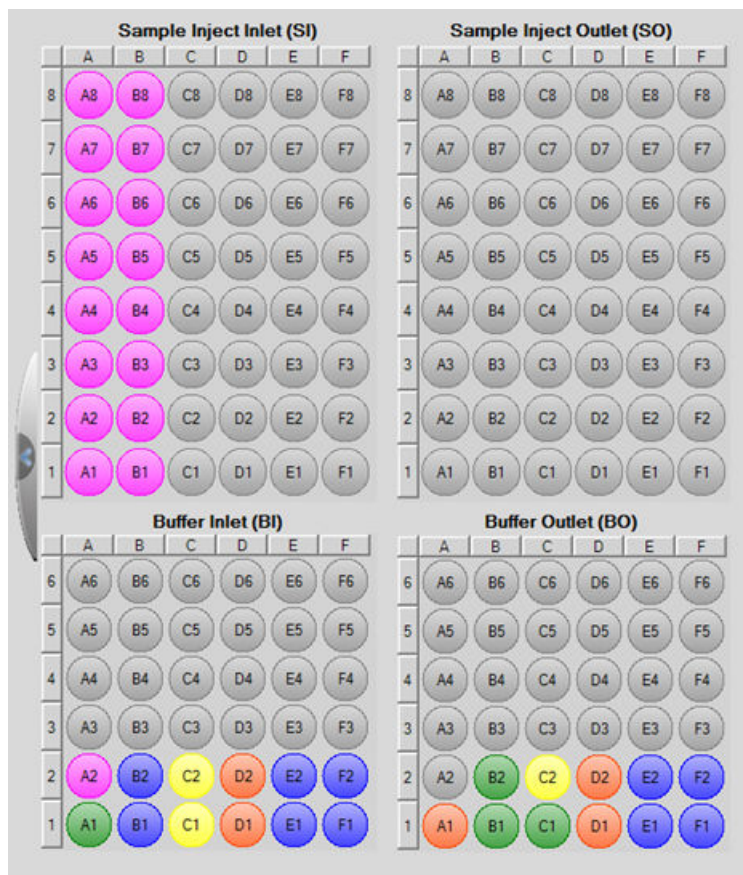 Sample Inject Inlet (SI) Sample Inject Outlet (SO)
A B C D E F A B C D E F
8 A8 B8 C8 D8 E8 F8 8 A8 B8 C8 D8 E8 F8
7 A7 B7 C7 D7 E7 F7 7 A7 B7 C7 D7 E7 F7
6 A6 B6 C6 D6 E6 F6 6 A6 B6 C6 D6 E6 F6
5 A5 B5 C5 D5 E5 F5 5 A5 B5 C5 D5 E5 F5
4 A4 B4 C4 D4 E4 F4 4 A4 B4 C4 D4 E4 F4
3 A3 B3 C3 D3 E3 F3 3 A3 B3 C3 D3 E3 F3
2 A2 B2 C2 D2 E2 F2 2 A2 B2 C2 D2 E2 F2
1 A1 B1 C1 D1 E1 F1 1 A1 B1 C1 D1 E1 F1
Buffer Inlet (BI) Buffer Outlet (BO)
A B C D E F A B C D E F
6 A6 B6 C6 D6 E6 F6 6 A6 B6 C6 D6 E6 F6
5 A5 B5 C5 D5 E5 F5 5 A5 B5 C5 D5 E5 F5
4 A4 B4 C4 D4 E4 F4 4 A4 B4 C4 D4 E4 F4
3 A3 B3 C3 D3 E3 F3 3 A3 B3 C3 D3 E3 F3
2 A2 B2 C2 D2 E2 F2 2 A2 B2 C2 D2 E2 F2
1 A1 B1 C1 D1 E1 F1 1 A1 B1 C1 D1 E1 F1